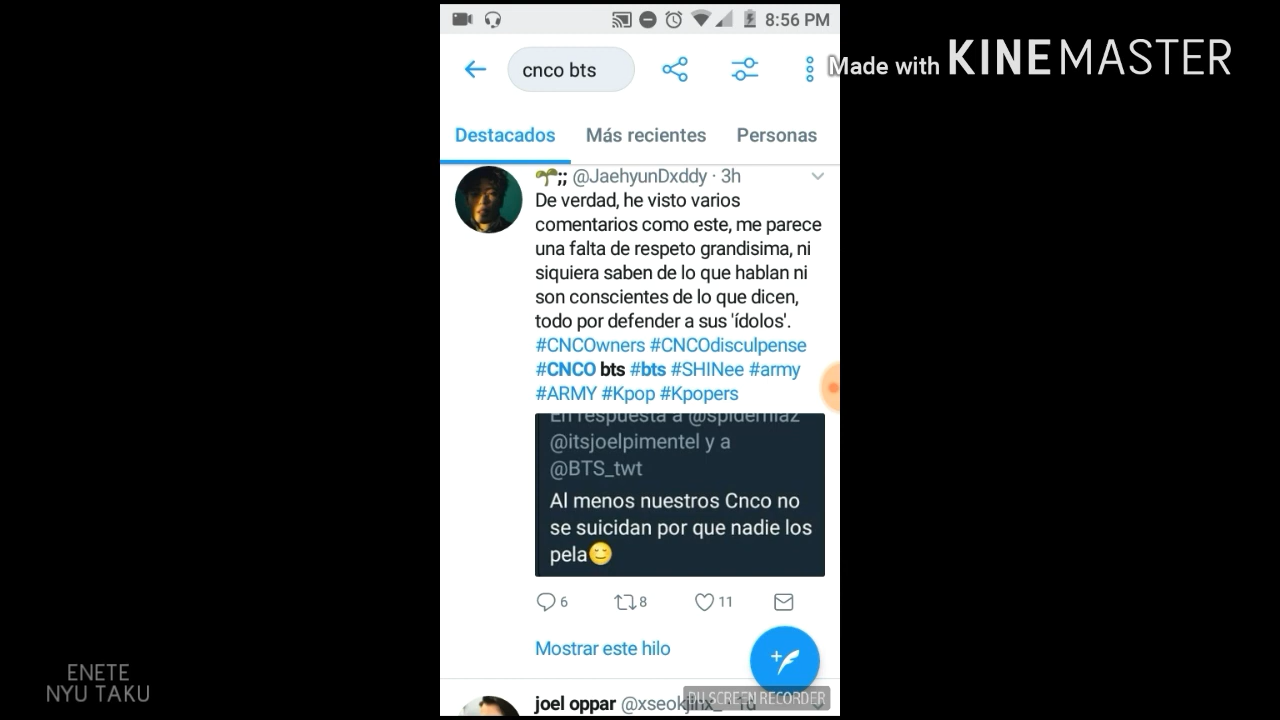 8:56 PM
cnco bts
Made with KINEMASTER
Destacados Más recientes Personas
🌱;; @JaehyunDxddy · 3h
De verdad, he visto varios
comentarios como este, me parece
una falta de respeto grandisima, ni
siquiera saben de lo que hablan ni
son conscientes de lo que dicen,
todo por defender a sus 'ídolos'.
#CNCOwners #CNCOdisculpense
#CNCO bts #bts #SHINee #army
#ARMY #Kpop #Kpopers
En respuesta a @spiderniaz
@itsjoelpimentel y a
@BTS_twt
Al menos nuestros Cnco no
se suicidan por que nadie los
pela😌
6 8 11
Mostrar este hilo
joel oppar @xseokjinx_ · 1d
DU SCREEN RECORDER
ENETE
NYU TAKU